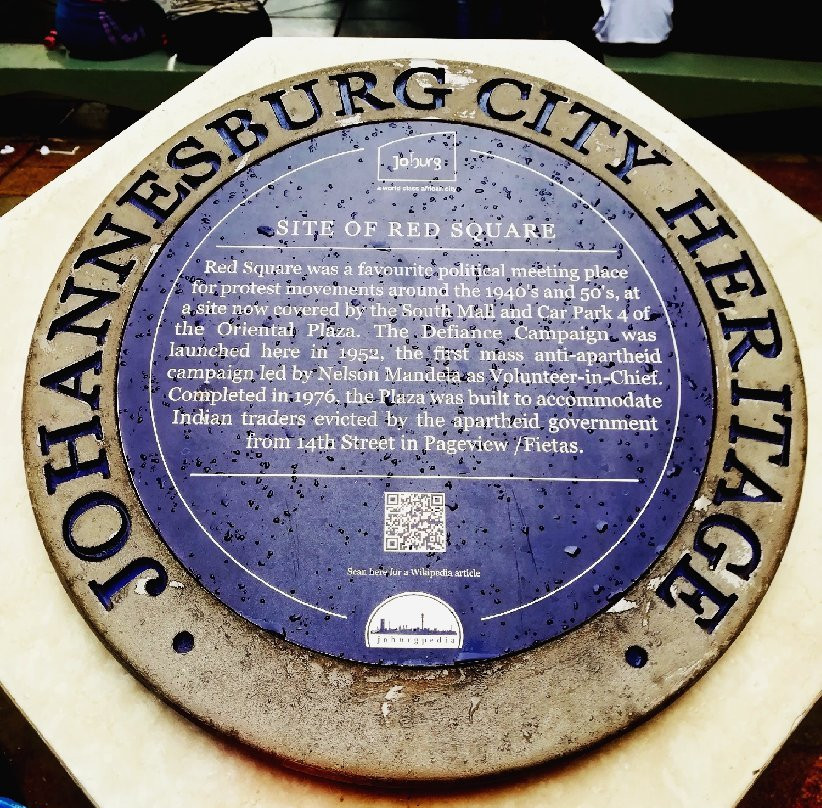 JOHANNESBURG CITY HERITAGE
joburg
a world class african city
SITE OF RED SQUARE
Red Square was a favourite political meeting place
for protest movements around the 1940's and 50's, at
a site now covered by the South Mall and Car Park 4 of
the Oriental Plaza. The Defiance Campaign was
launched here in 1952, the first mass anti-apartheid
campaign led by Nelson Mandela as Volunteer-in-Chief.
Completed in 1976, the Plaza was built to accommodate
Indian traders evicted by the apartheid government
from 14th Street in Pageview /Fietas.
Scan here for a Wikipedia article
joburgpedia